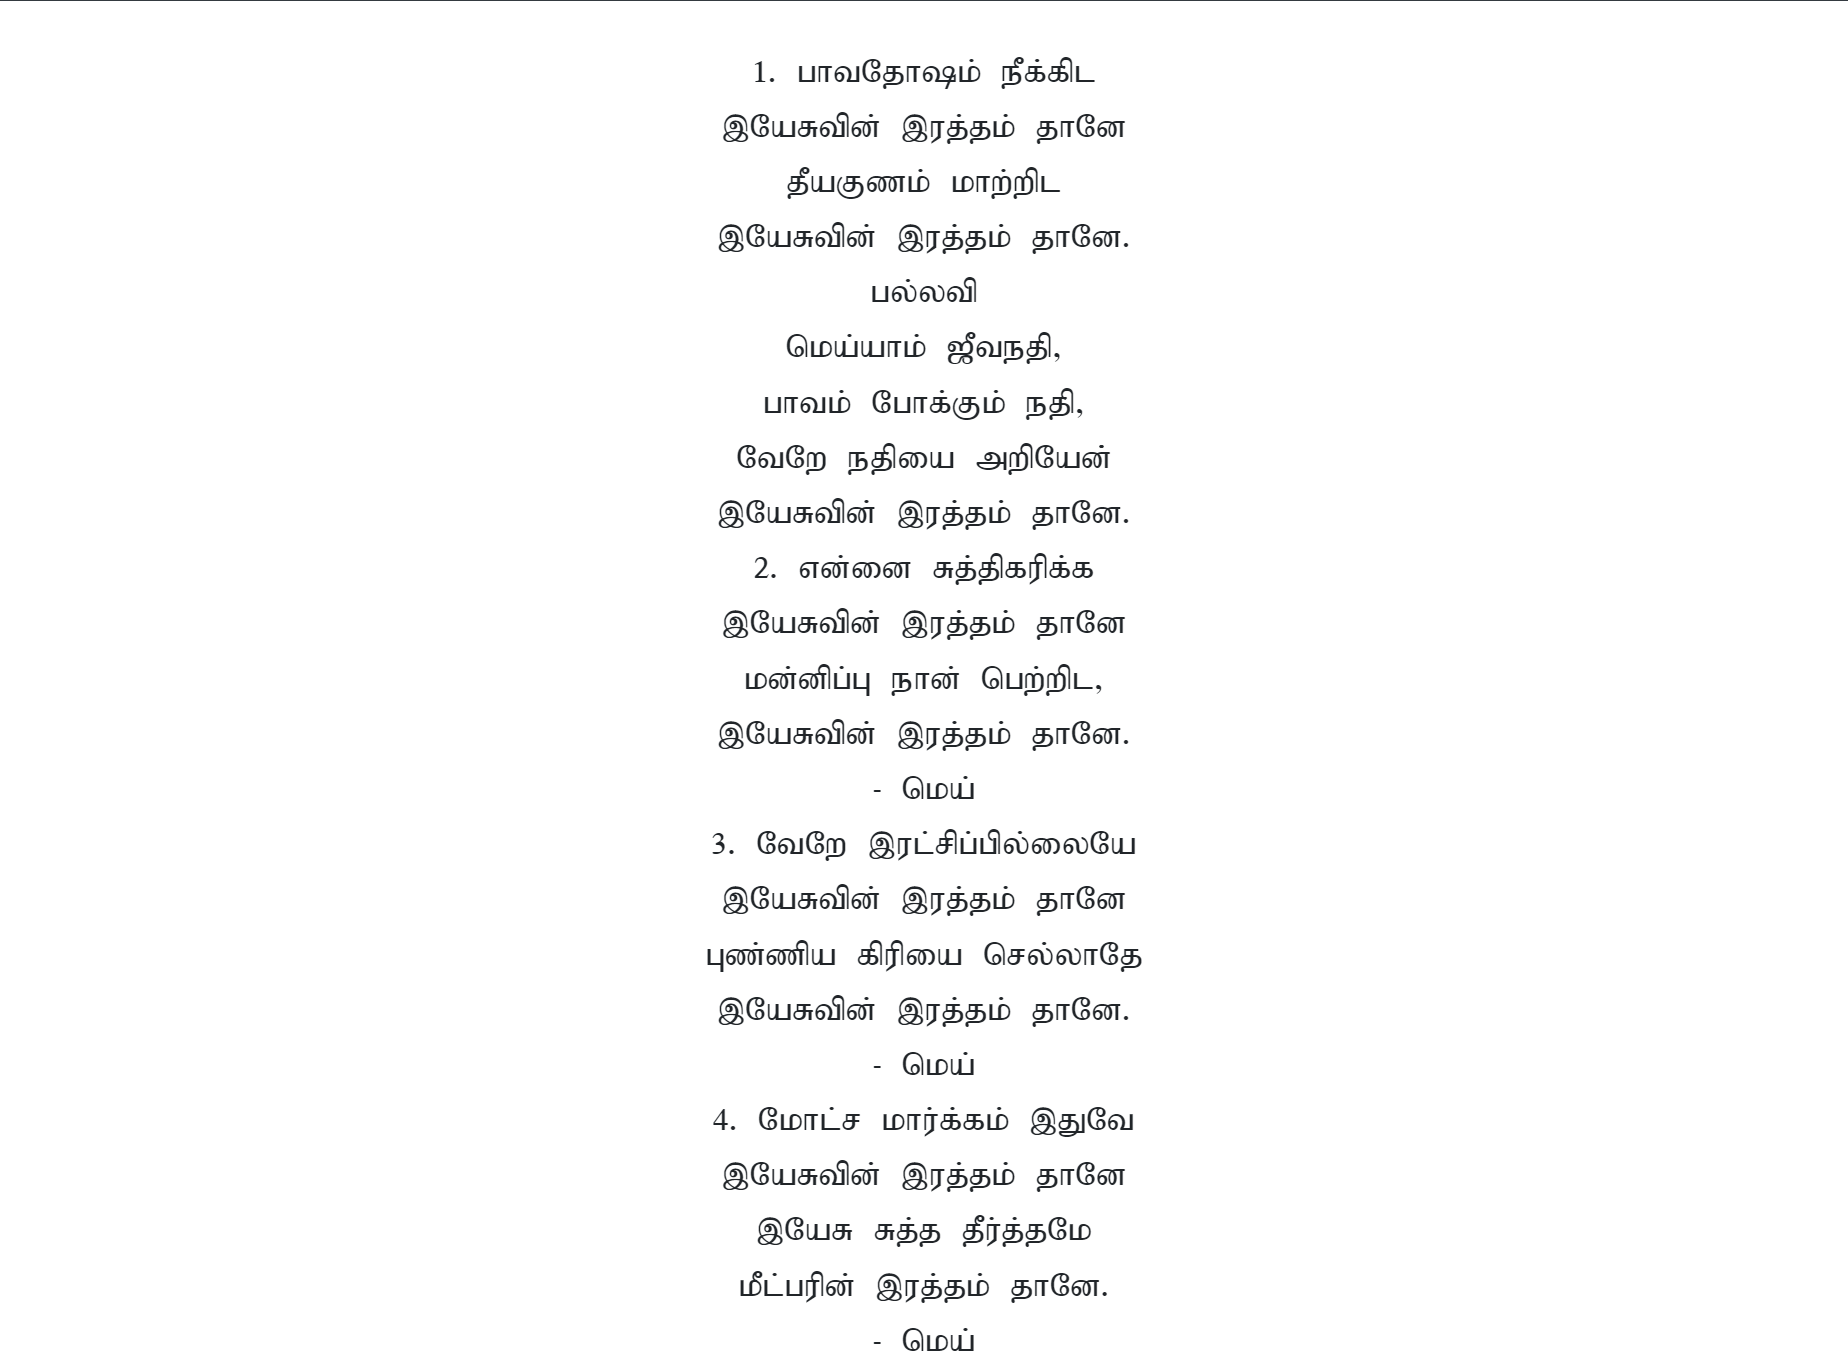 1. பாவதோஷம் நீக்கிட
இயேசுவின் இரத்தம் தானே
தீயகுணம் மாற்றிட
இயேசுவின் இரத்தம் தானே.
பல்லவி
மெய்யாம் ஜீவநதி,
பாவம் போக்கும் நதி,
வேறே நதியை அறியேன்
இயேசுவின் இரத்தம் தானே.
2. என்னை சுத்திகரிக்க
இயேசுவின் இரத்தம் தானே
மன்னிப்பு நான் பெற்றிட,
இயேசுவின் இரத்தம் தானே.
- மெய்
3. வேறே இரட்சிப்பில்லையே
இயேசுவின் இரத்தம் தானே
புண்ணிய கிரியை செல்லாதே
இயேசுவின் இரத்தம் தானே.
- மெய்
4. மோட்ச மார்க்கம் இதுவே
இயேசுவின் இரத்தம் தானே
இயேசு சுத்த தீர்த்தமே
மீட்பரின் இரத்தம் தானே.
- மெய்